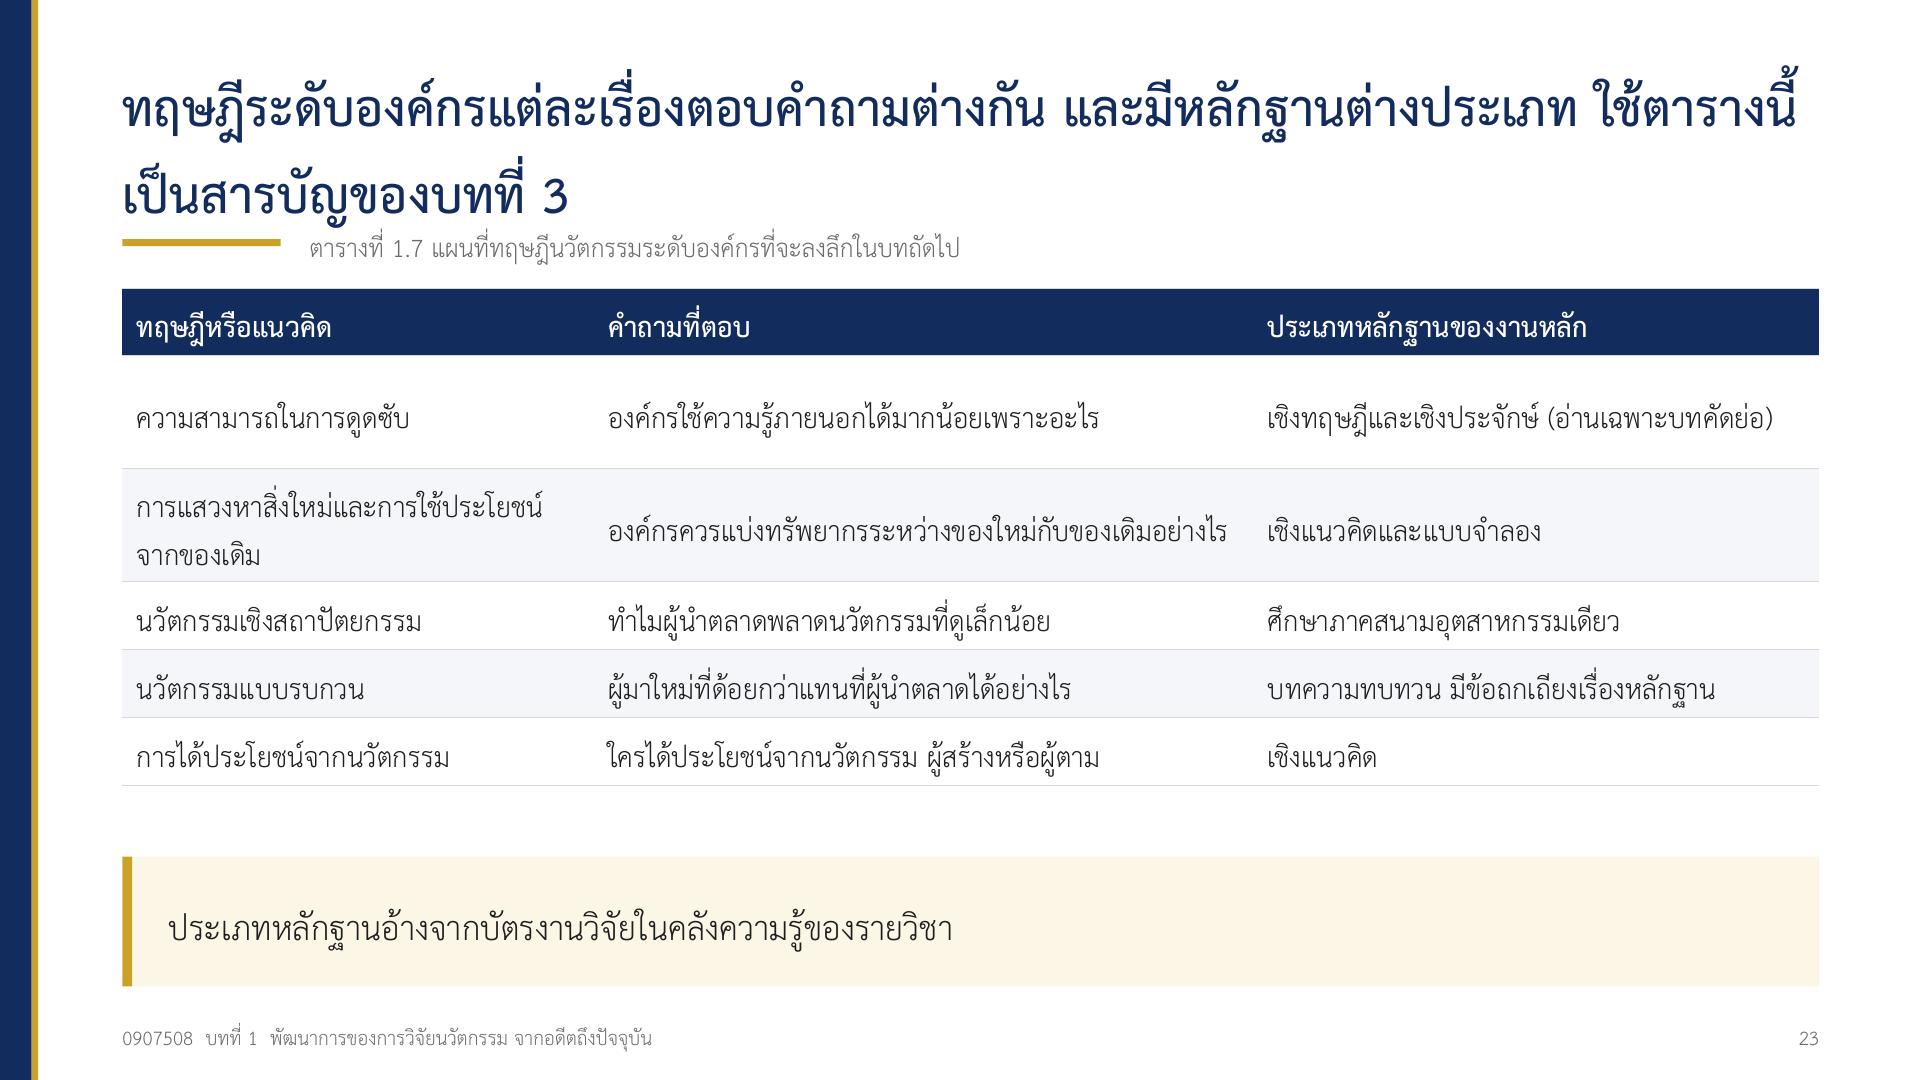 ทฤษฎีระดับองค์กรแต่ละเรื่องตอบคำถามต่างกัน และมีหลักฐานต่างประเภท ใช้ตารางนี้
เป็นสารบัญของบทที่ 3
ตารางที่ 1.7 แผนที่ทฤษฎีนวัตกรรมระดับองค์กรที่จะลงลึกในบทถัดไป
ทฤษฎีหรือแนวคิด คำถามที่ตอบ ประเภทหลักฐานของงานหลัก
ความสามารถในการดูดซับ องค์กรใช้ความรู้ภายนอกได้มากน้อยเพราะอะไร เชิงทฤษฎีและเชิงประจักษ์ (อ่านเฉพาะบทคัดย่อ)
การแสวงหาสิ่งใหม่และการใช้ประโยชน์
จากของเดิม องค์กรควรแบ่งทรัพยากรระหว่างของใหม่กับของเดิมอย่างไร เชิงแนวคิดและแบบจำลอง
นวัตกรรมเชิงสถาปัตยกรรม ทำไมผู้นำตลาดพลาดนวัตกรรมที่ดูเล็กน้อย ศึกษาภาคสนามอุตสาหกรรมเดียว
นวัตกรรมแบบรบกวน ผู้มาใหม่ที่ด้อยกว่าแทนที่ผู้นำตลาดได้อย่างไร บทความทบทวน มีข้อถกเถียงเรื่องหลักฐาน
การได้ประโยชน์จากนวัตกรรม ใครได้ประโยชน์จากนวัตกรรม ผู้สร้างหรือผู้ตาม เชิงแนวคิด
ประเภทหลักฐานอ้างจากบัตรงานวิจัยในคลังความรู้ของรายวิชา
0907508 บทที่ 1 พัฒนาการของการวิจัยนวัตกรรม จากอดีตถึงปัจจุบัน 23